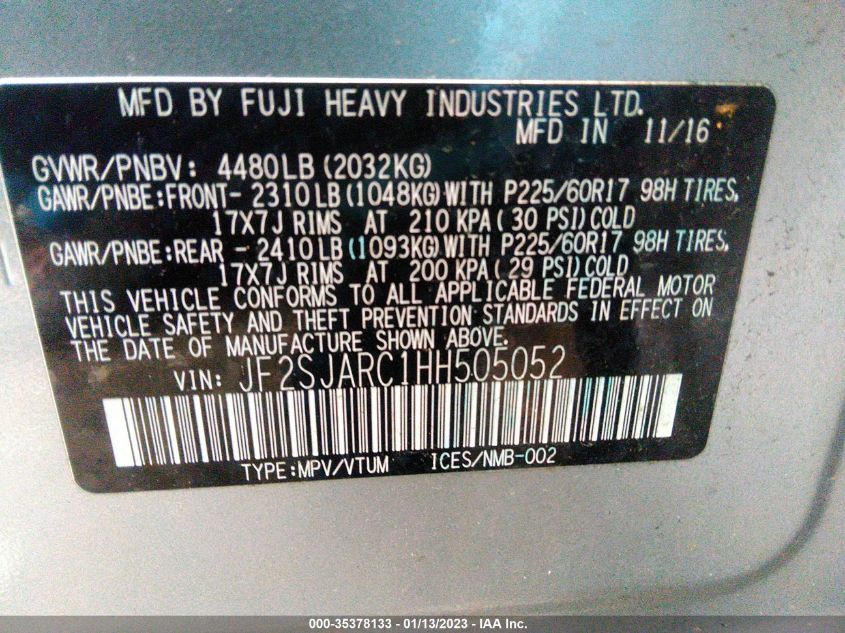 MFD BY FUJI HEAVY INDUSTRIES LTD.
MFD IN 11/16
GVWR/PNBV: 4480LB (2032KG)
GAWR/PNBE:FRONT- 2310LB (1048KG) WITH P225/60R17 98H TIRES,
17X7J RIMS AT 210 KPA (30 PSI) COLD
GAWR/PNBE:REAR - 2410LB (1093KG) WITH P225/60R17 98H TIRES,
17X7J RIMS AT 200 KPA (29 PSI) COLD
THIS VEHICLE CONFORMS TO ALL APPLICABLE FEDERAL MOTOR
VEHICLE SAFETY AND THEFT PREVENTION STANDARDS IN EFFECT ON
THE DATE OF MANUFACTURE SHOWN ABOVE.
VIN: JF2SJARC1HH505052
TYPE:MPV/VTUM ICES/NMB-002
000-35378133 - 01/13/2023 - IAA Inc.